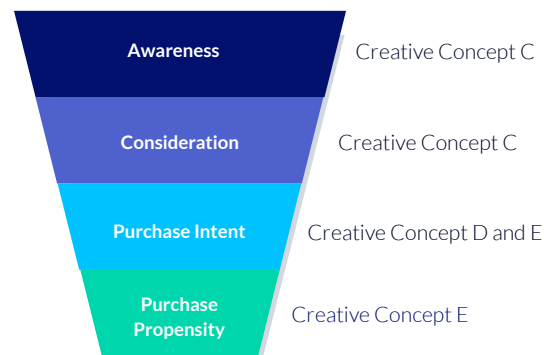 Awareness
Creative Concept C
Consideration
Creative Concept C
Purchase Intent
Creative Concept D and E
Purchase
Propensity
Creative Concept E